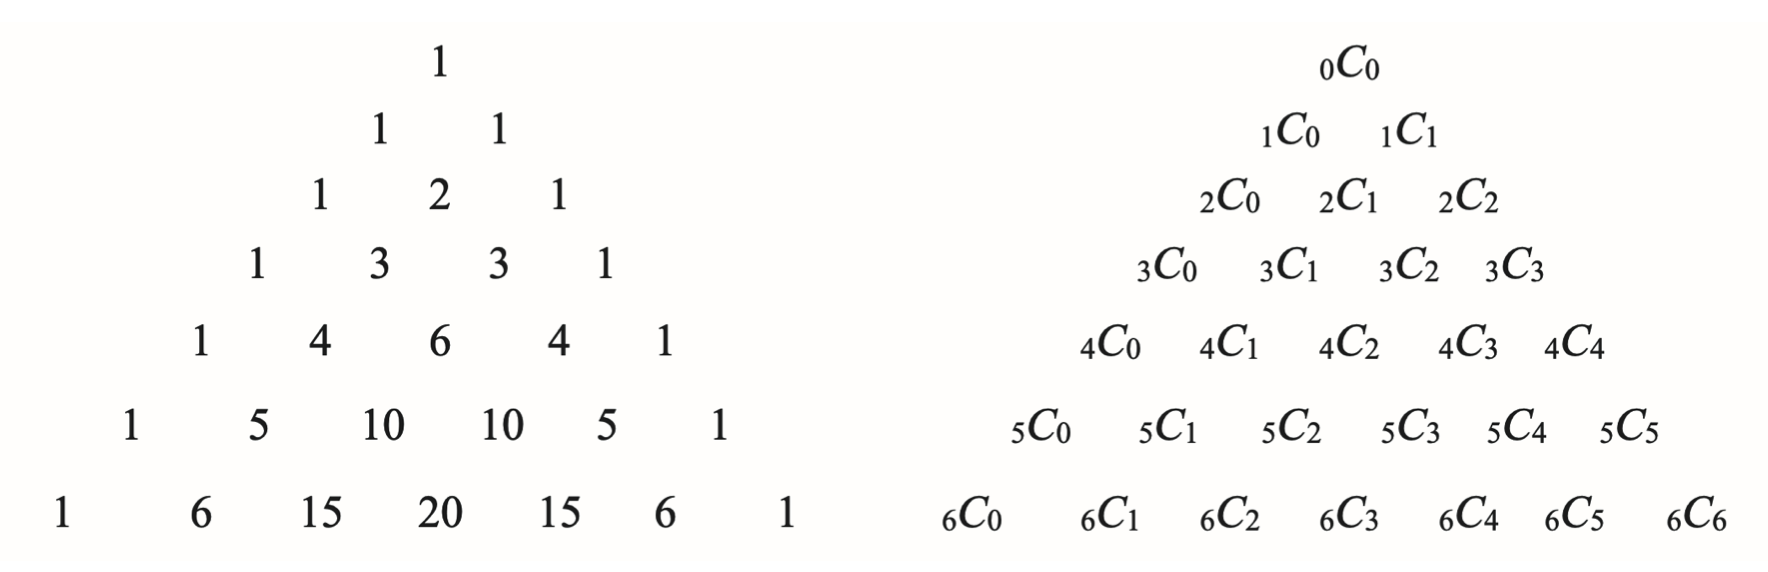 1 ₀C₀
1 1 ₁C₀ ₁C₁
1 2 1 ₂C₀ ₂C₁ ₂C₂
1 3 3 1 ₃C₀ ₃C₁ ₃C₂ ₃C₃
1 4 6 4 1 ₄C₀ ₄C₁ ₄C₂ ₄C₃ ₄C₄
1 5 10 10 5 1 ₅C₀ ₅C₁ ₅C₂ ₅C₃ ₅C₄ ₅C₅
1 6 15 20 15 6 1 ₆C₀ ₆C₁ ₆C₂ ₆C₃ ₆C₄ ₆C₅ ₆C₆